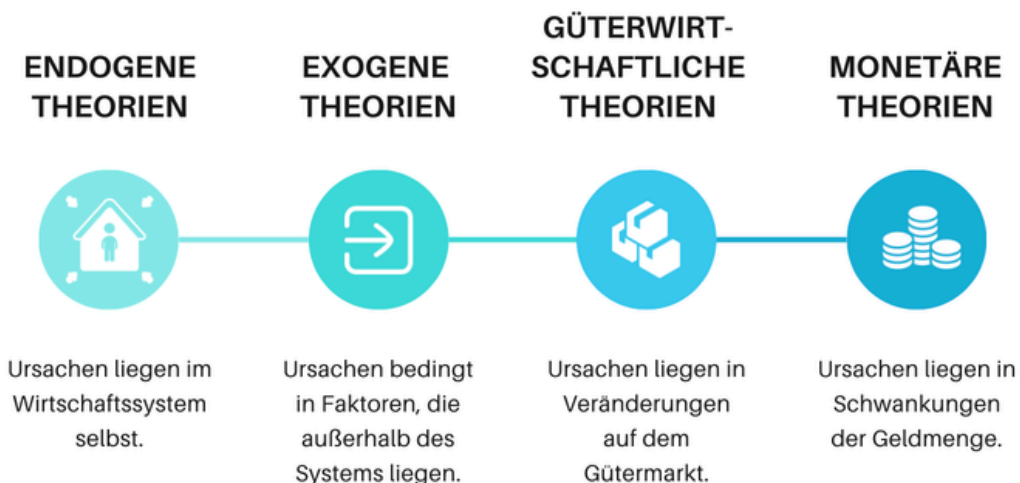 ENDOGENE
THEORIEN
Ursachen liegen im
Wirtschaftssystem
selbst.
EXOGENE
THEORIEN
Ursachen bedingt
in Faktoren, die
außerhalb des
Systems liegen.
GÜTERWIRT-
SCHAFTLICHE
THEORIEN
Ursachen liegen in
Veränderungen
auf dem
Gütermarkt.
MONETÄRE
THEORIEN
Ursachen liegen in
Schwankungen
der Geldmenge.